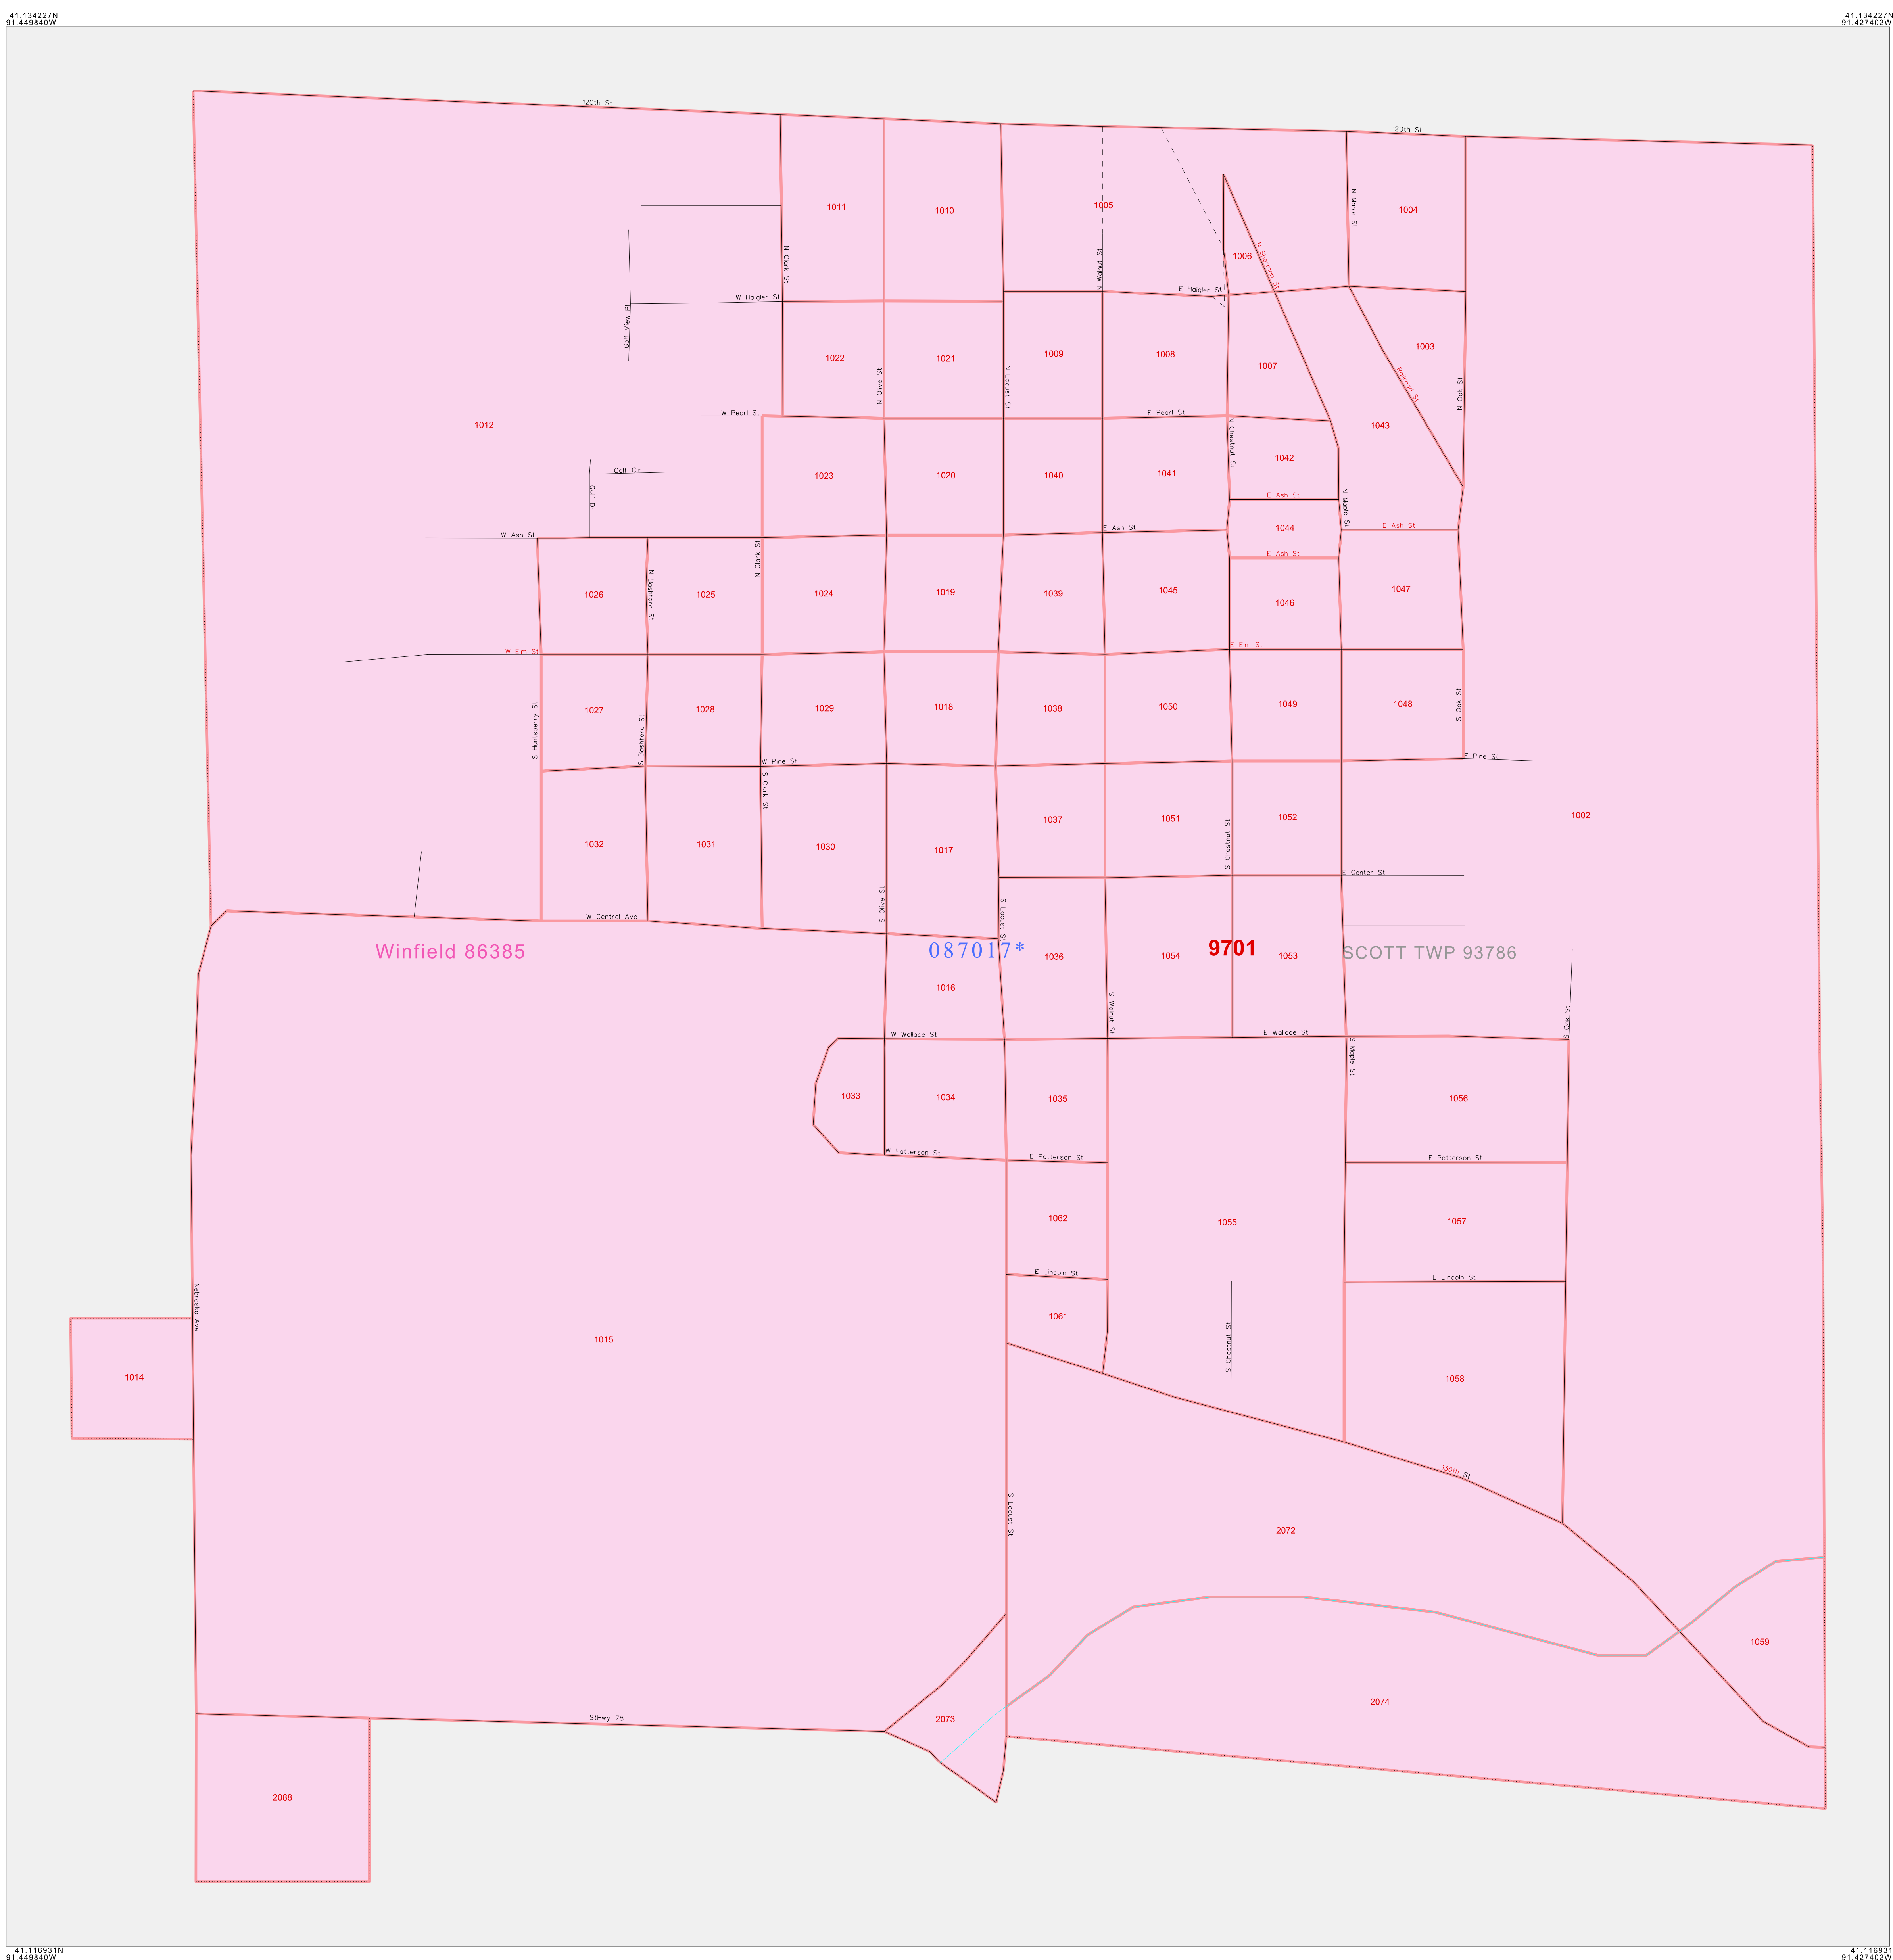 41.134227N
91.449840W
41.134227N
91.427402W
120th St
120th St
1011
1010
1005
N Maple St
1004
1006
N Sherman St
N Clark St
N Walnut St
W Haigler St
E Haigler St
Golf View Pl
1022
1021
1009
1008
1007
1003
Railroad St
N Olive St
N Locust St
N Oak St
W Pearl St
E Pearl St
1012
N Chestnut St
1043
1042
Golf Cir
1023
1020
1040
1041
Golf Dr
E Ash St
N Maple St
W Ash St
E Ash St
1044
E Ash St
N Clark St
E Ash St
1026
N Bashford St
1025
1024
1019
1039
1045
1046
1047
W Elm St
E Elm St
S Huntsberry St
1027
S Bashford St
1028
1029
1018
1038
1050
1049
1048
S Oak St
W Pine St
E Pine St
S Clark St
1037
1051
S Chestnut St
1052
1002
1032
1031
1030
1017
E Center St
S Olive St
S Locust St
W Central Ave
Winfield 86385
087017*
1036
1054
9701
1053
SCOTT TWP 93786
1016
S Walnut St
S Oak St
W Wallace St
E Wallace St
S Maple St
1033
1034
1035
1056
W Patterson St
E Patterson St
E Patterson St
1062
1055
1057
E Lincoln St
E Lincoln St
Nebraska Ave
1061
S Chestnut St
1015
1014
1058
130th St
S Locust St
2072
1059
2074
StHwy 78
2073
2088
41.116931N
91.449840W
41.116931
91.427402W